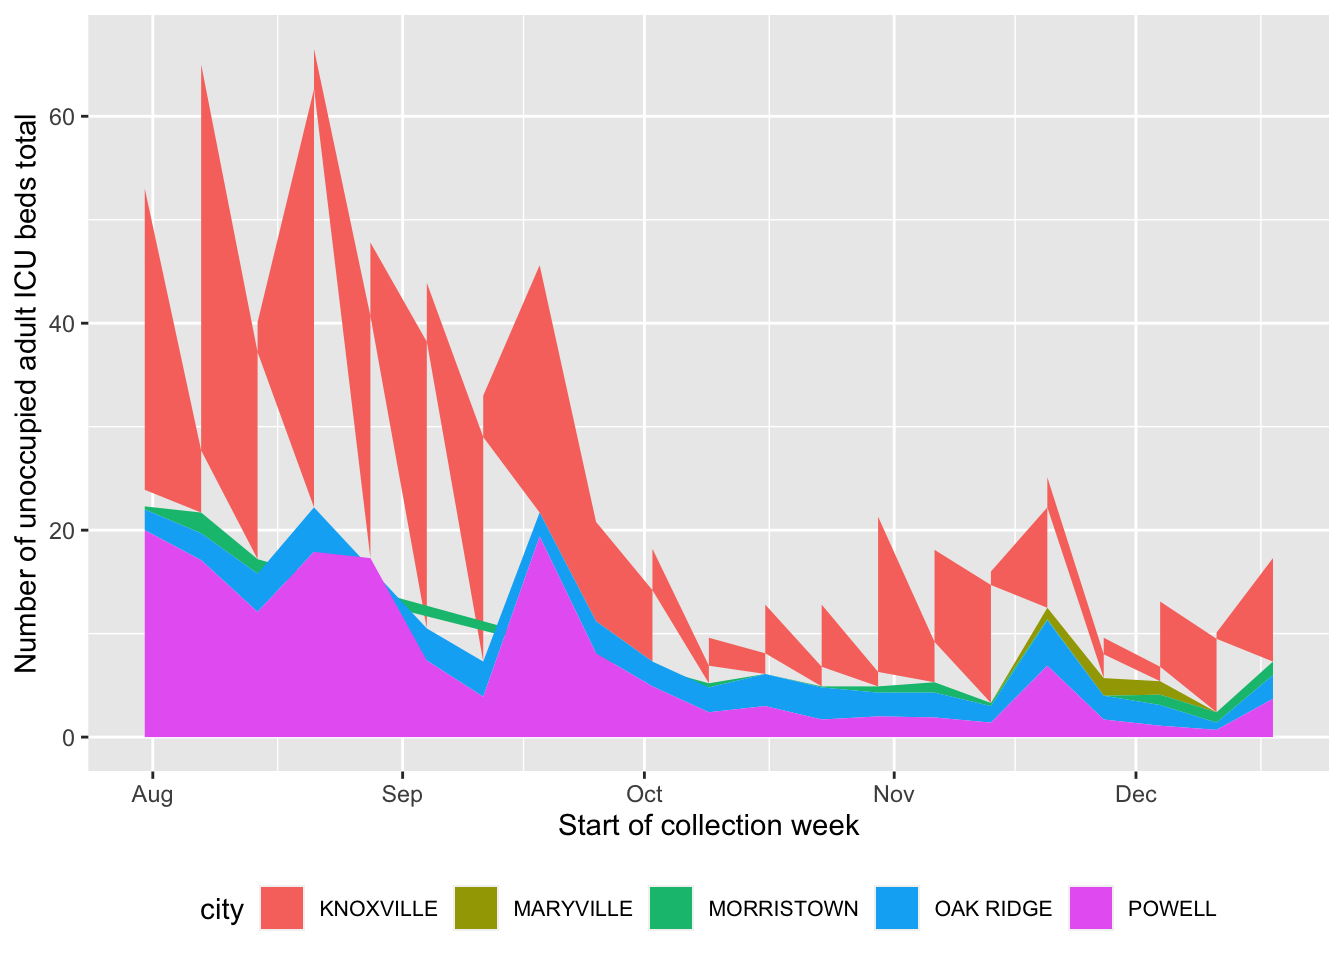 Number of unoccupied adult ICU beds total
60
40
20
0
Aug Sep Oct Nov Dec
Start of collection week
city KNOXVILLE MARYVILLE MORRISTOWN OAK RIDGE POWELL